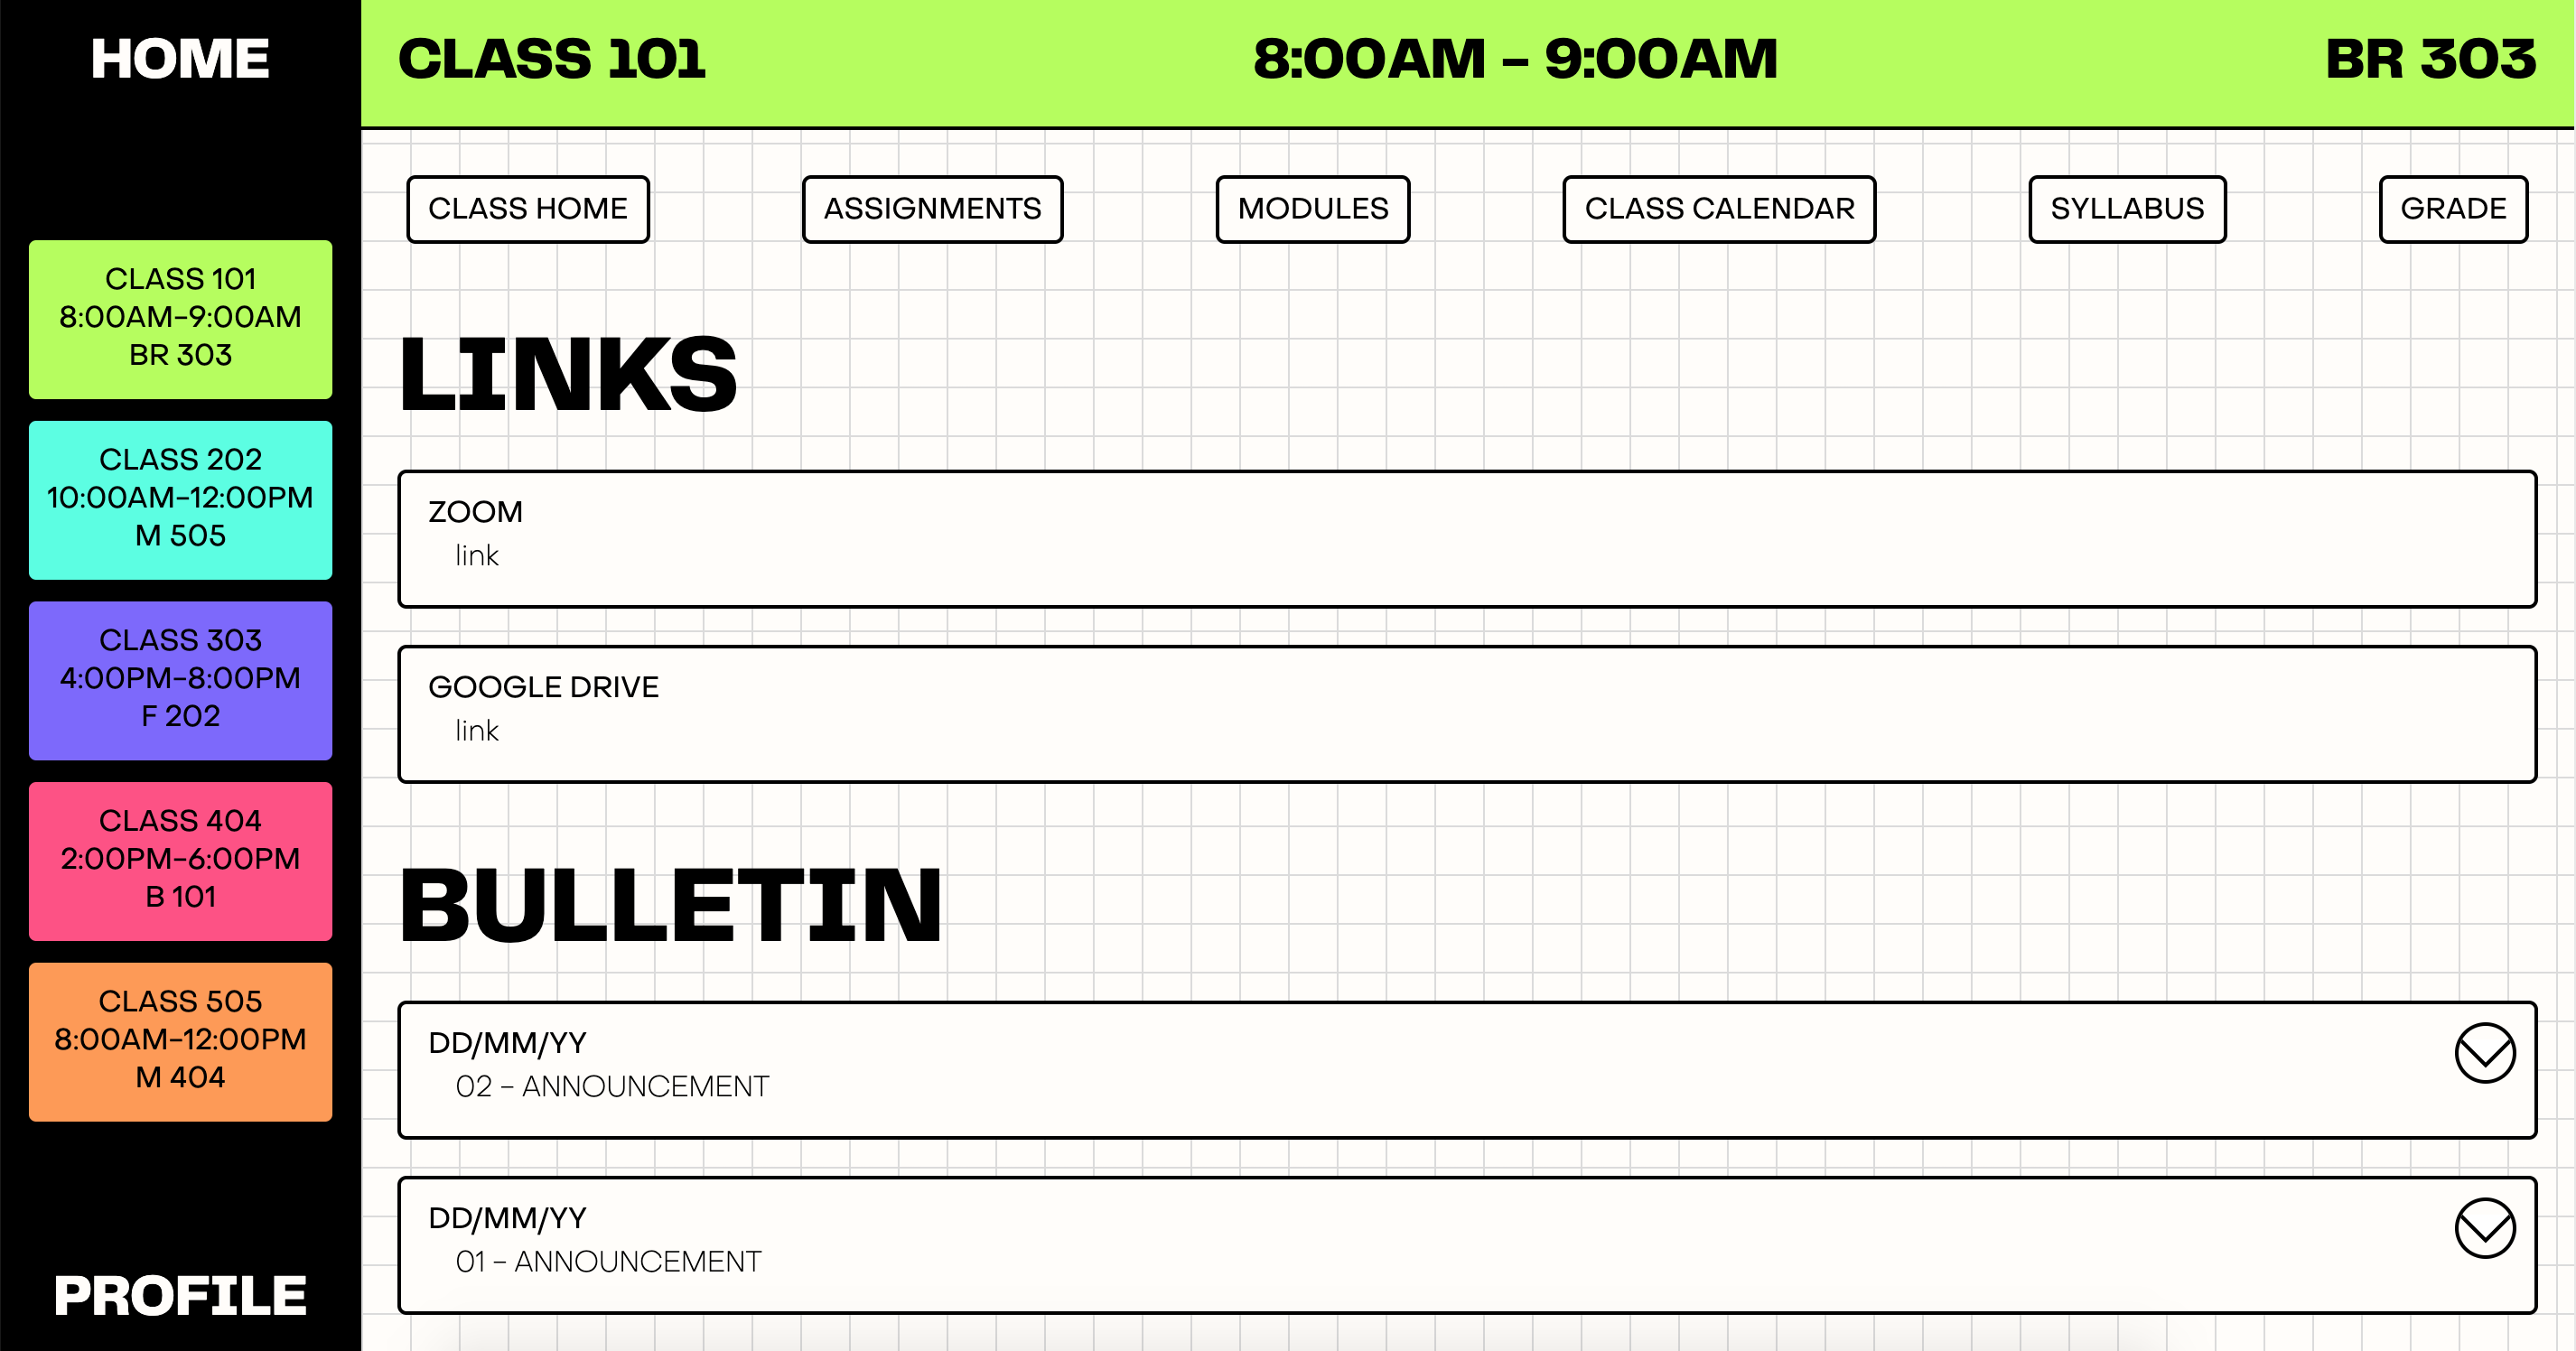 HOME
CLASS 101
8:00AM-9:00AM
BR 303
CLASS 202
10:00AM-12:00PM
M 505
CLASS 303
4:00PM-8:00PM
F 202
CLASS 404
2:00PM-6:00PM
B 101
CLASS 505
8:00AM-12:00PM
M 404
PROFILE
CLASS 101 8:00AM – 9:00AM BR 303
CLASS HOME ASSIGNMENTS MODULES CLASS CALENDAR SYLLABUS GRADE
LINKS
ZOOM
link
GOOGLE DRIVE
link
BULLETIN
DD/MM/YY
02 – ANNOUNCEMENT
DD/MM/YY
01 – ANNOUNCEMENT